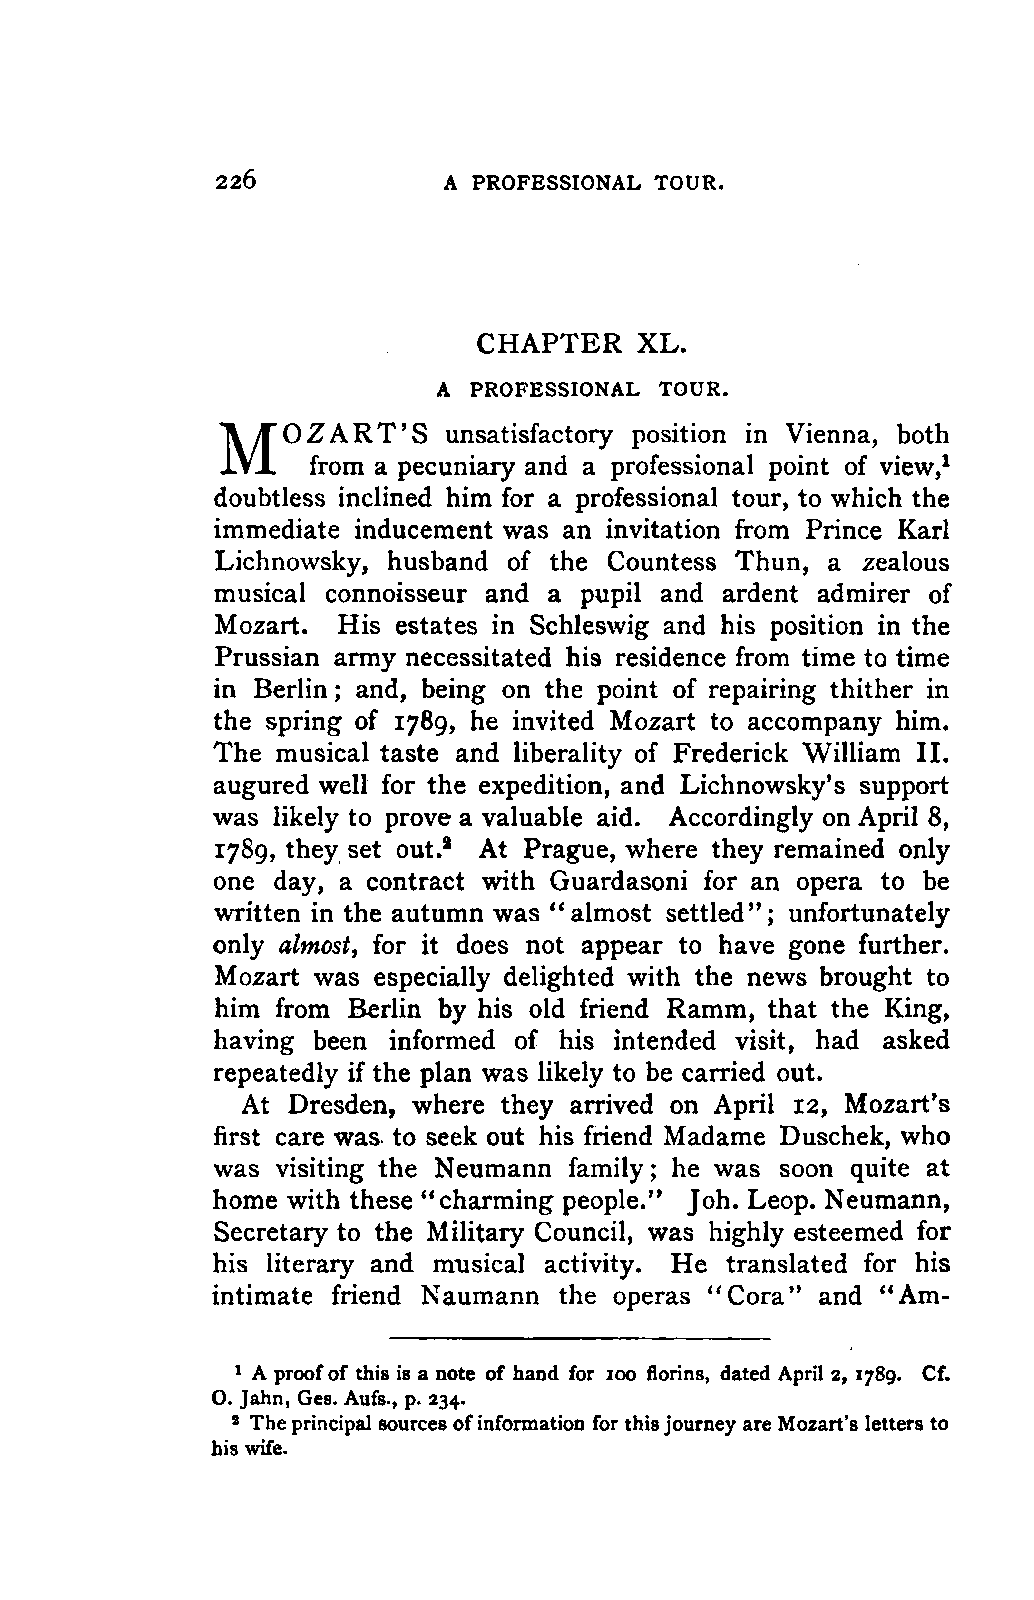 226 A PROFESSIONAL TOUR.
CHAPTER XL.
A PROFESSIONAL TOUR.
MOZART'S unsatisfactory position in Vienna, both
from a pecuniary and a professional point of view,¹
doubtless inclined him for a professional tour, to which the
immediate inducement was an invitation from Prince Karl
Lichnowsky, husband of the Countess Thun, a zealous
musical connoisseur and a pupil and ardent admirer of
Mozart. His estates in Schleswig and his position in the
Prussian army necessitated his residence from time to time
in Berlin; and, being on the point of repairing thither in
the spring of 1789, he invited Mozart to accompany him.
The musical taste and liberality of Frederick William II.
augured well for the expedition, and Lichnowsky's support
was likely to prove a valuable aid. Accordingly on April 8,
1789, they set out.² At Prague, where they remained only
one day, a contract with Guardasoni for an opera to be
written in the autumn was "almost settled"; unfortunately
only almost, for it does not appear to have gone further.
Mozart was especially delighted with the news brought to
him from Berlin by his old friend Ramm, that the King,
having been informed of his intended visit, had asked
repeatedly if the plan was likely to be carried out.
At Dresden, where they arrived on April 12, Mozart's
first care was to seek out his friend Madame Duschek, who
was visiting the Neumann family; he was soon quite at
home with these "charming people." Joh. Leop. Neumann,
Secretary to the Military Council, was highly esteemed for
his literary and musical activity. He translated for his
intimate friend Naumann the operas "Cora" and "Am-
¹ A proof of this is a note of hand for 100 florins, dated April 2, 1789. Cf.
O. Jahn, Ges. Aufs., p. 234.
² The principal sources of information for this journey are Mozart's letters to
his wife.